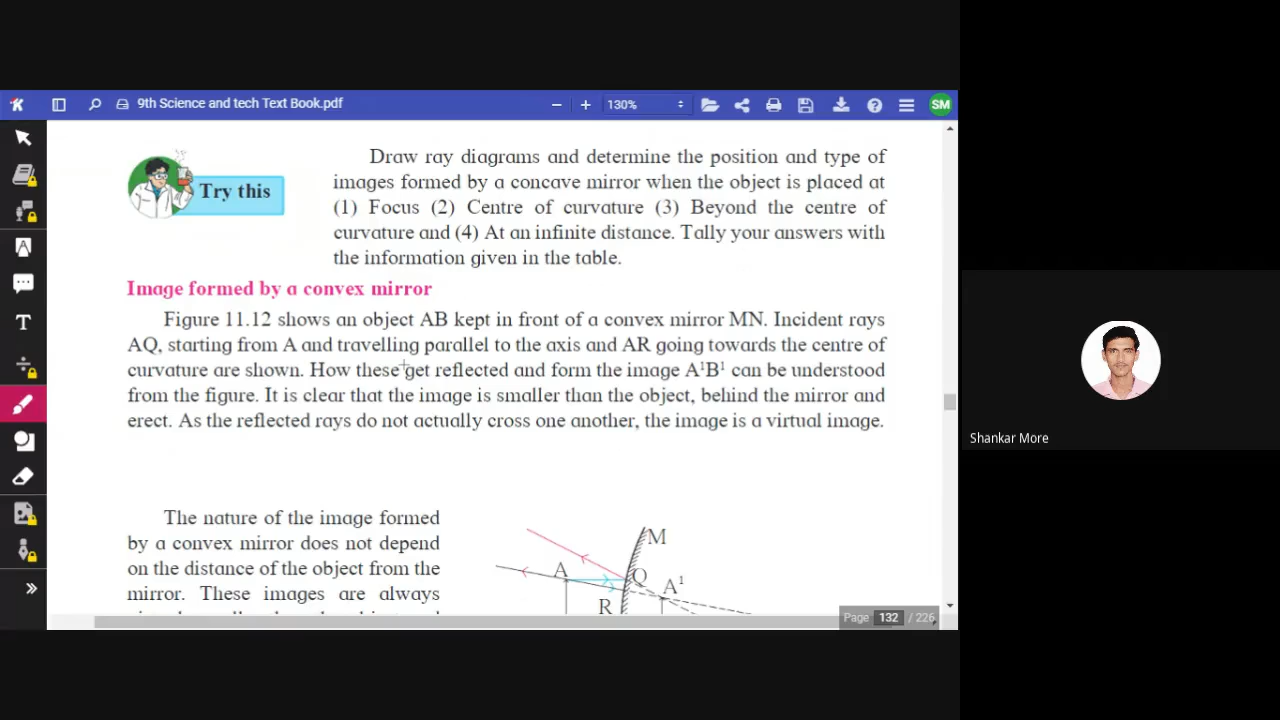 9th Science and tech Text Book.pdf
130%
SM
Draw ray diagrams and determine the position and type of
images formed by a concave mirror when the object is placed at
Try this
(1) Focus (2) Centre of curvature (3) Beyond the centre of
curvature and (4) At an infinite distance. Tally your answers with
the information given in the table.
Image formed by a convex mirror
Figure 11.12 shows an object AB kept in front of a convex mirror MN. Incident rays
AQ, starting from A and travelling parallel to the axis and AR going towards the centre of
curvature are shown. How these get reflected and form the image A¹B¹ can be understood
from the figure. It is clear that the image is smaller than the object, behind the mirror and
erect. As the reflected rays do not actually cross one another, the image is a virtual image.
The nature of the image formed
by a convex mirror does not depend
on the distance of the object from the
mirror. These images are always
M
A
Q
A¹
R
Page 132 / 226
Shankar More